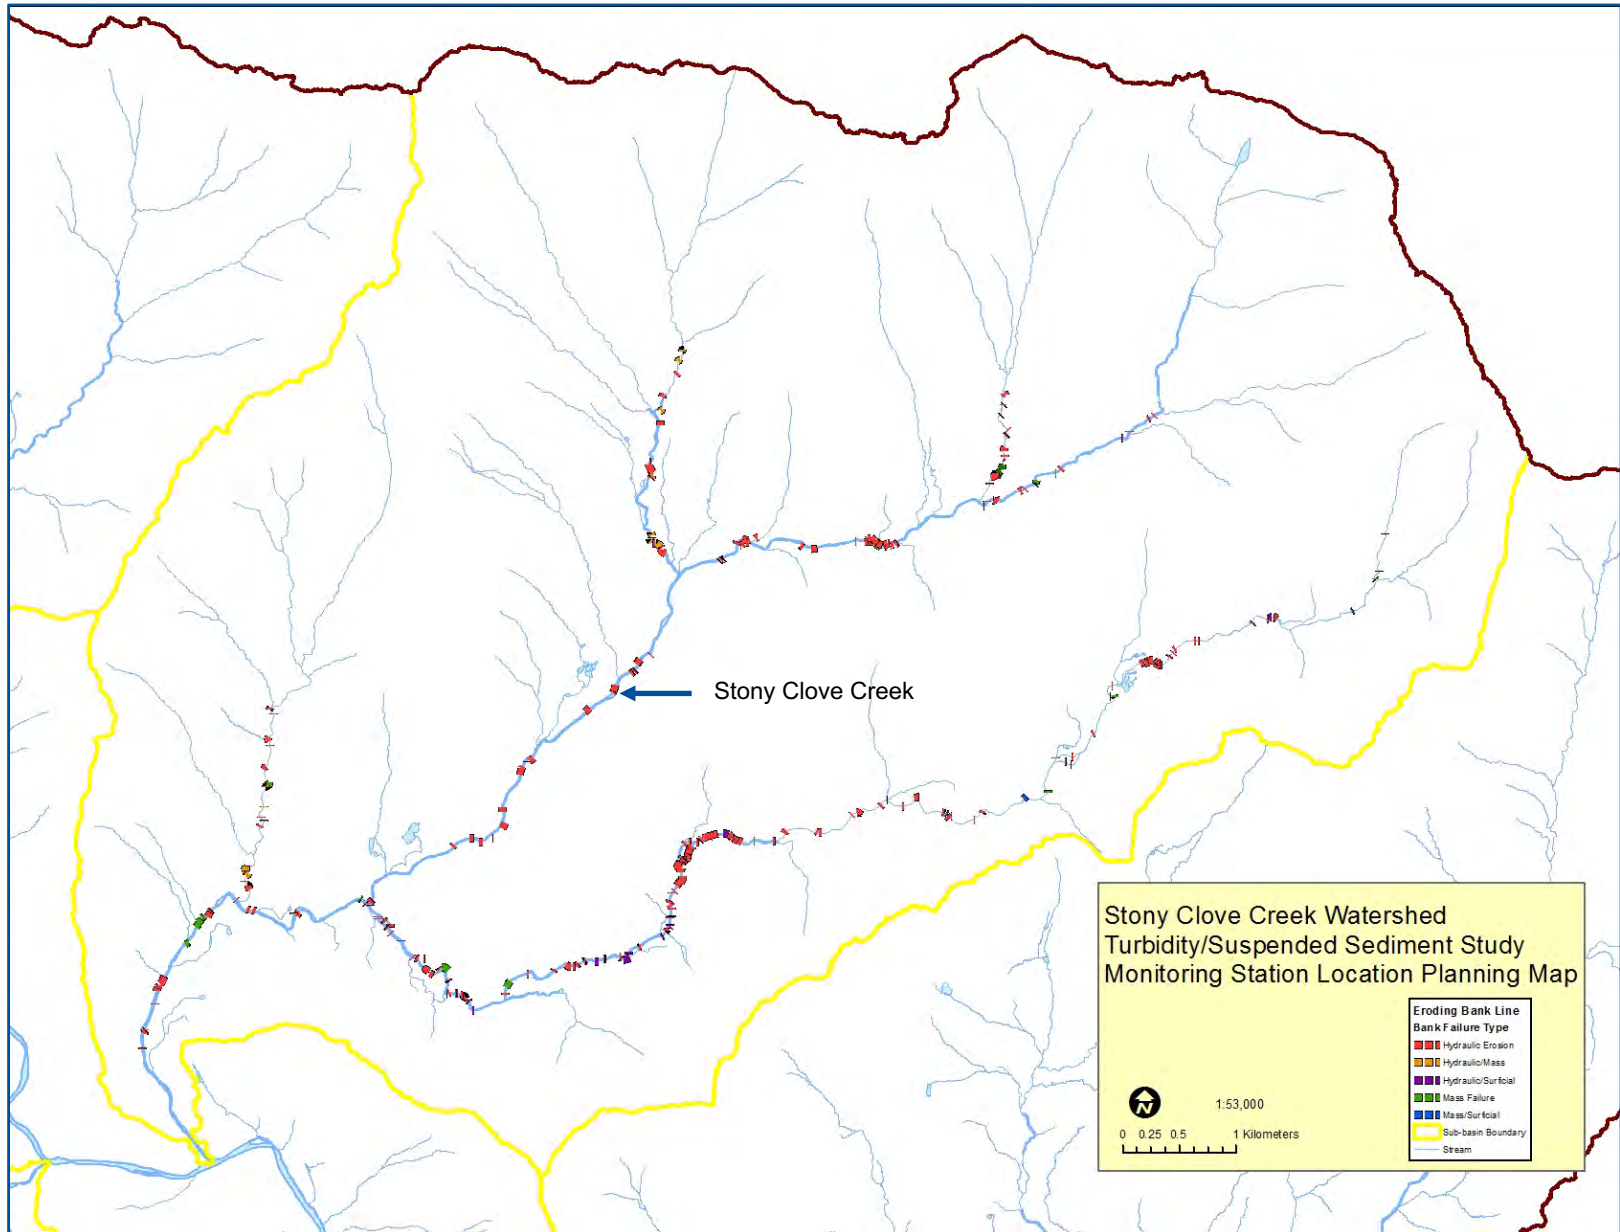 Stony Clove Creek
Stony Clove Creek Watershed
Turbidity/Suspended Sediment Study
Monitoring Station Location Planning Map
Eroding Bank Line
Bank Failure Type
Hydraulic Erosion
Hydraulic/Mass
Hydraulic/Surficial
Mass Failure
Mass/Surficial
Sub-basin Boundary
Stream
N
1:53,000
0 0.25 0.5 1 Kilometers